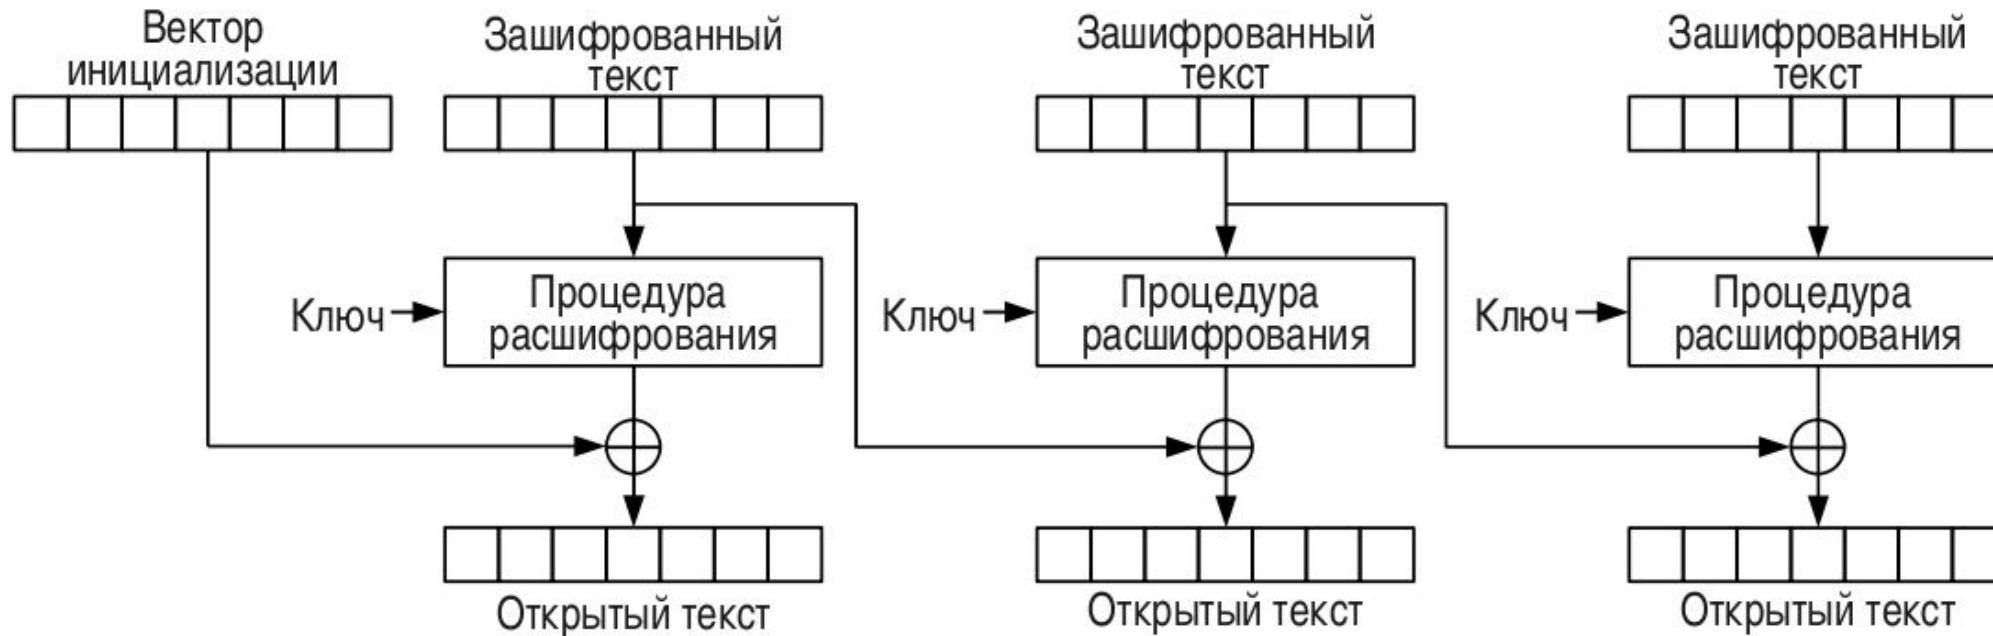 Вектор
инициализации
Зашифрованный
текст
Зашифрованный
текст
Зашифрованный
текст
Ключ
Процедура
расшифрования
Ключ
Процедура
расшифрования
Ключ
Процедура
расшифрования
Открытый текст
Открытый текст
Открытый текст